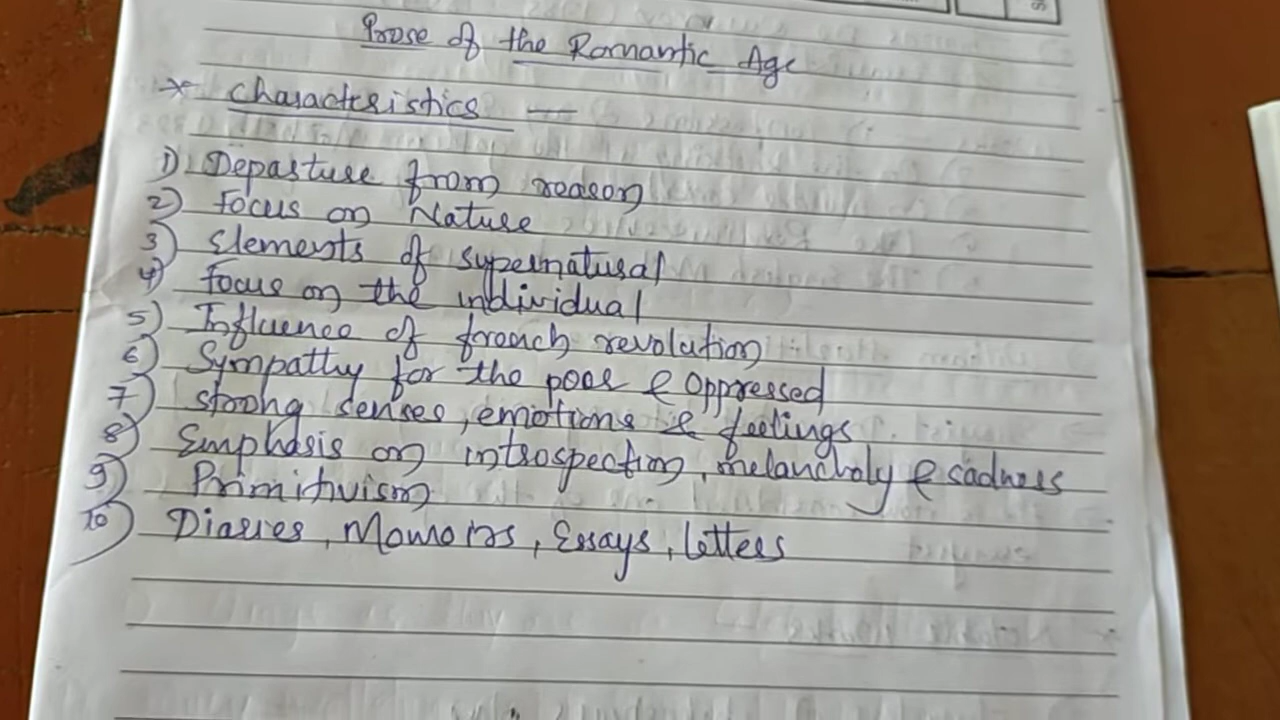 Prose of the Romantic Age
* Characteristics —
1) Departure from reason
2) Focus on Nature
3) Elements of supernatural
4) Focus on the individual
5) Influence of french revolution
6) Sympathy for the poor & oppressed
7) strong senses, emotions & feelings
8) Emphasis on introspection, melancholy & sadness
9) Primitivism
10) Diaries, Memoirs, Essays, letters